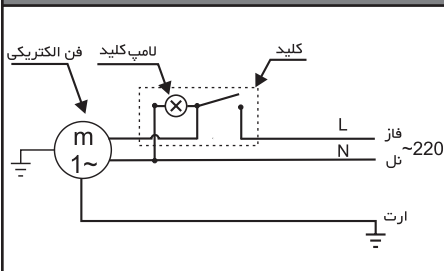 کلید
لامپ کلید
فن الکتریکی
m
1~
L
فاز
N
نل
~220
ارت